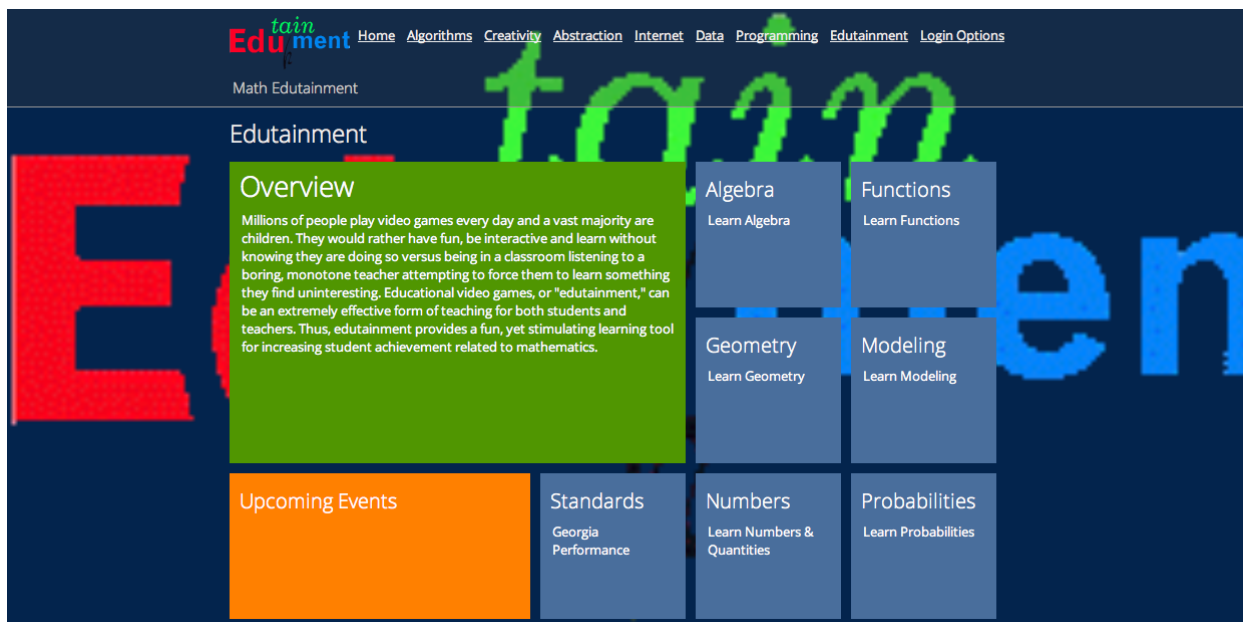 tain
Edu ment
Home Algorithms Creativity Abstraction Internet Data Programming Edutainment Login Options
Math Edutainment
Edutainment
Overview
Millions of people play video games every day and a vast majority are
children. They would rather have fun, be interactive and learn without
knowing they are doing so versus being in a classroom listening to a
boring, monotone teacher attempting to force them to learn something
they find uninteresting. Educational video games, or "edutainment," can
be an extremely effective form of teaching for both students and
teachers. Thus, edutainment provides a fun, yet stimulating learning tool
for increasing student achievement related to mathematics.
Algebra
Learn Algebra
Functions
Learn Functions
Geometry
Learn Geometry
Modeling
Learn Modeling
Upcoming Events
Standards
Georgia
Performance
Numbers
Learn Numbers &
Quantities
Probabilities
Learn Probabilities
tain